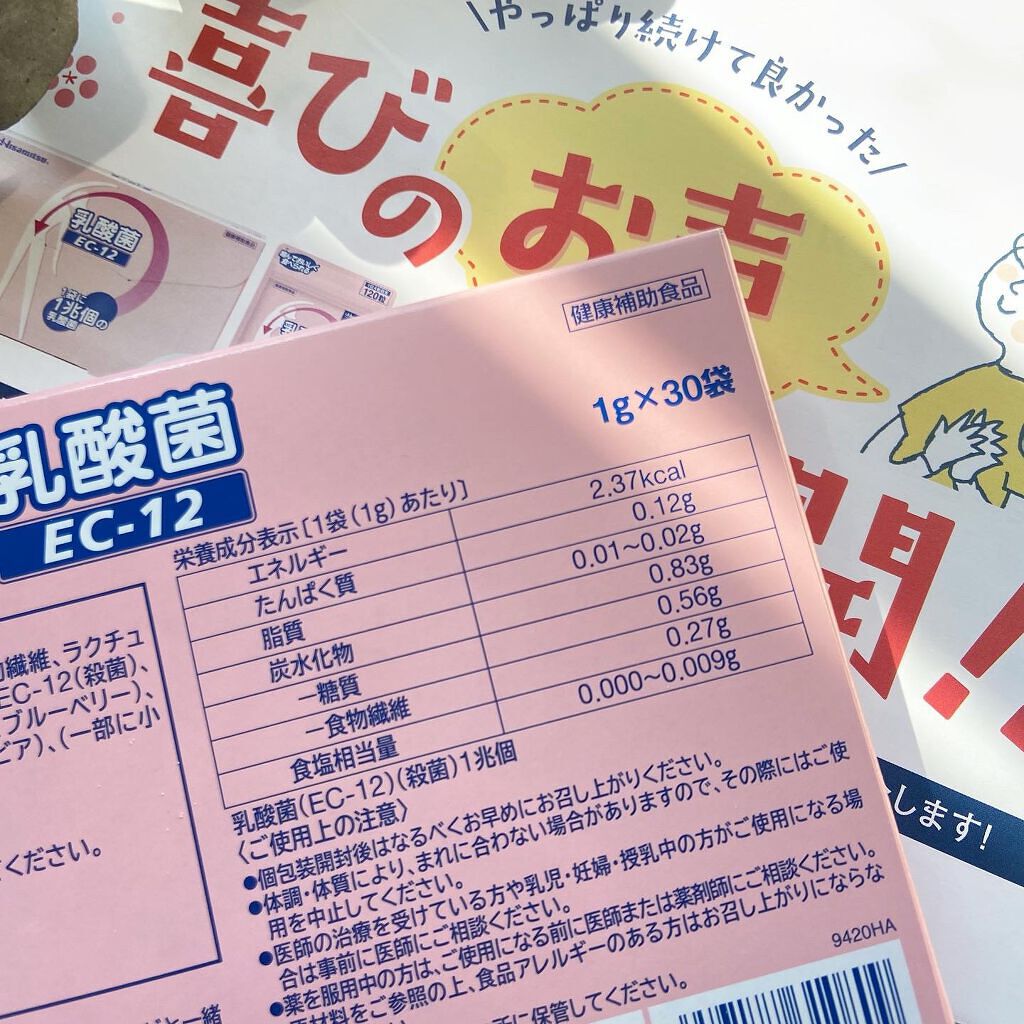 \やっぱり続けて良かった/
喜びのお声
聞!
Hisamitsu.
乳酸菌
EC-12
1袋に
1兆個の
乳酸菌
120粒
します!
健康補助食品
1g×30袋
乳酸菌
EC-12
栄養成分表示[1袋(1g)あたり]
エネルギー 2.37kcal
たんぱく質 0.12g
脂質 0.01~0.02g
炭水化物 0.83g
-糖質 0.56g
-食物繊維 0.27g
食塩相当量 0.000~0.009g
乳酸菌(EC-12)(殺菌)1兆個
〈ご使用上の注意〉
●個包装開封後はなるべくお早めにお召し上がりください。
●体調・体質により、まれに合わない場合がありますので、その際にはご使
用を中止してください。
●医師の治療を受けている方や乳児・妊婦・授乳中の方がご使用になる場
合は事前に医師にご相談ください。
●薬を服用中の方は、ご使用になる前に医師または薬剤師にご相談ください。
原材料をご参照の上、食品アレルギーのある方はお召し上がりにならな
所に保管してください。
9420HA
物繊維、ラクチュ
EC-12(殺菌)、
ブルーベリー)、
ビア)、(一部に小
ください。
と一緒